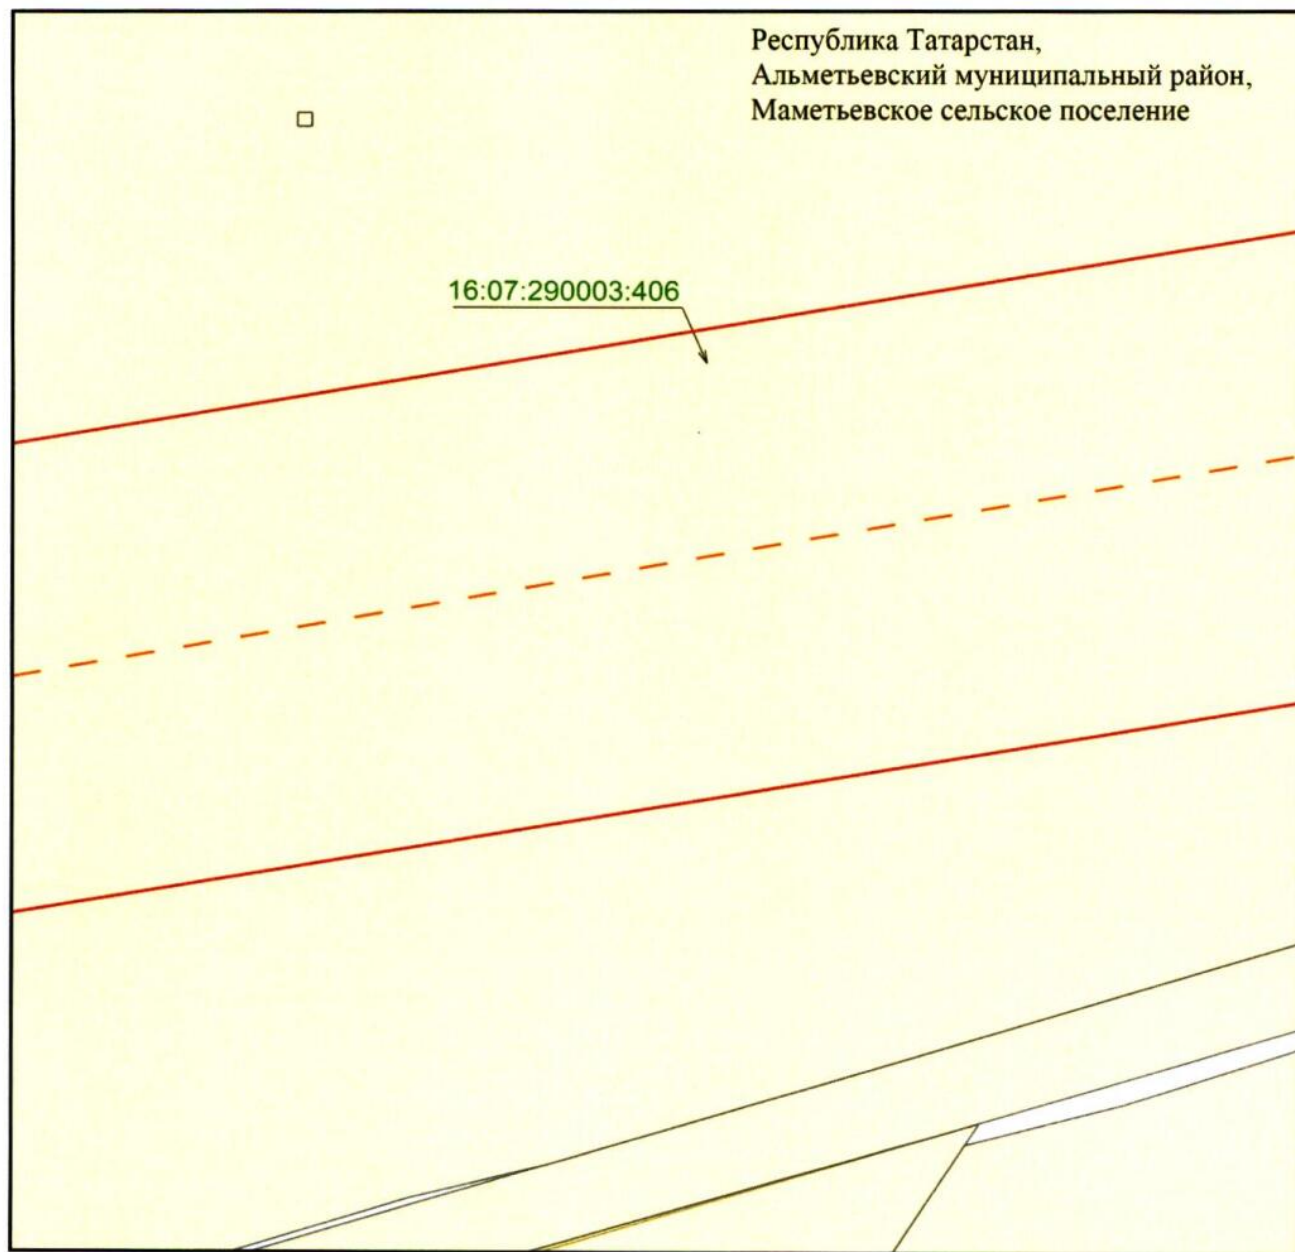 Республика Татарстан,
Альметьевский муниципальный район,
Маметьевское сельское поселение
16:07:290003:406